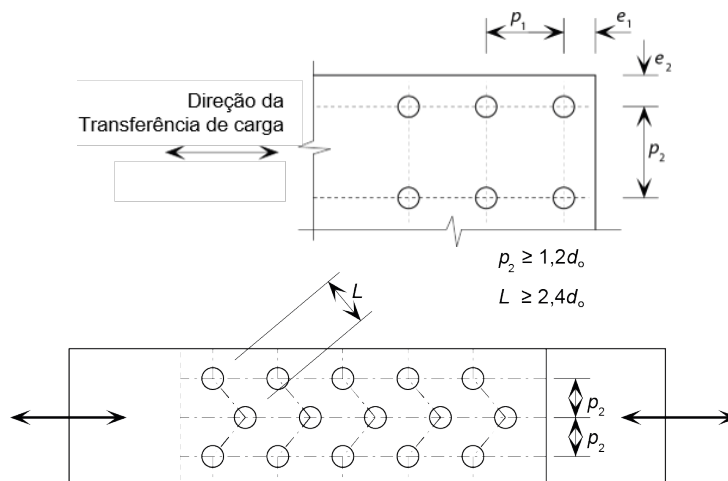 p₁
e₁
e₂
Direção da
Transferência de carga
p₂
p₂ ≥ 1,2dₒ
L ≥ 2,4dₒ
L
p₂
p₂